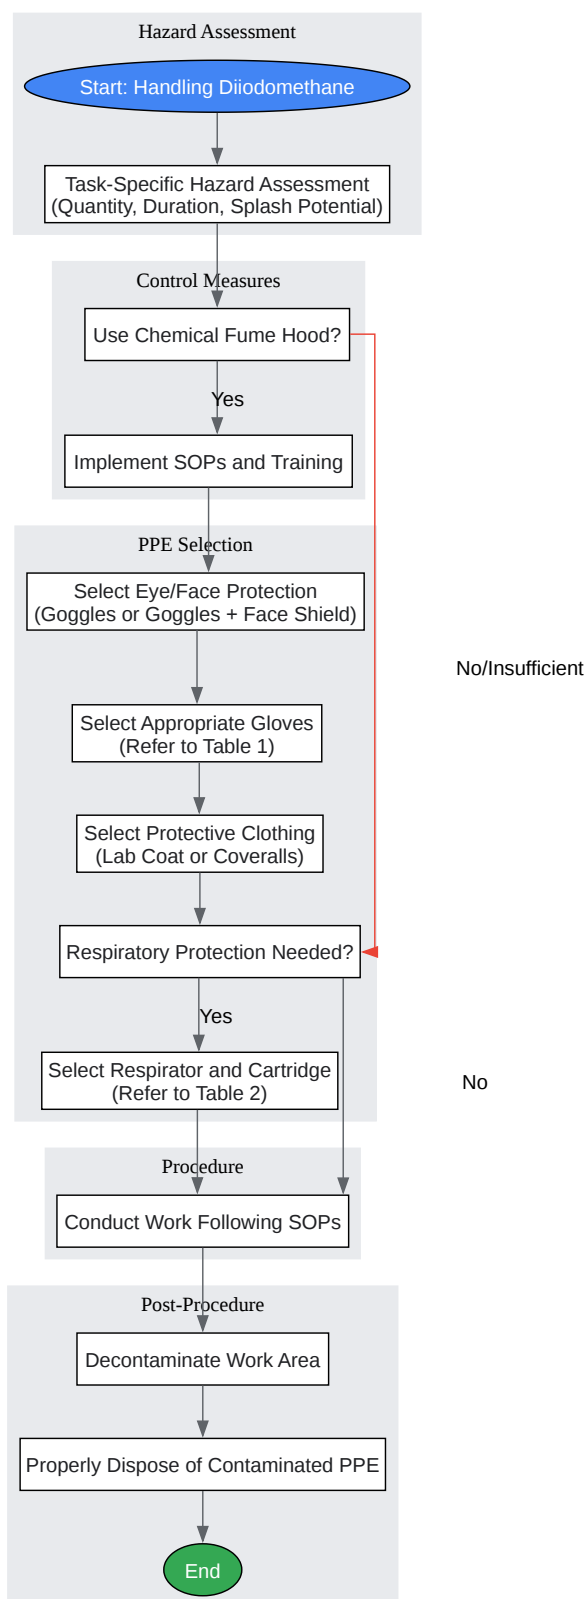 Hazard Assessment
Start: Handling Diiodomethane
Task-Specific Hazard Assessment
(Quantity, Duration, Splash Potential)
Control Measures
Use Chemical Fume Hood?
Yes
Implement SOPs and Training
PPE Selection
Select Eye/Face Protection
(Goggles or Goggles + Face Shield)
No/Insufficient
Select Appropriate Gloves
(Refer to Table 1)
Select Protective Clothing
(Lab Coat or Coveralls)
Respiratory Protection Needed?
Yes
Select Respirator and Cartridge
(Refer to Table 2)
No
Procedure
Conduct Work Following SOPs
Post-Procedure
Decontaminate Work Area
Properly Dispose of Contaminated PPE
End